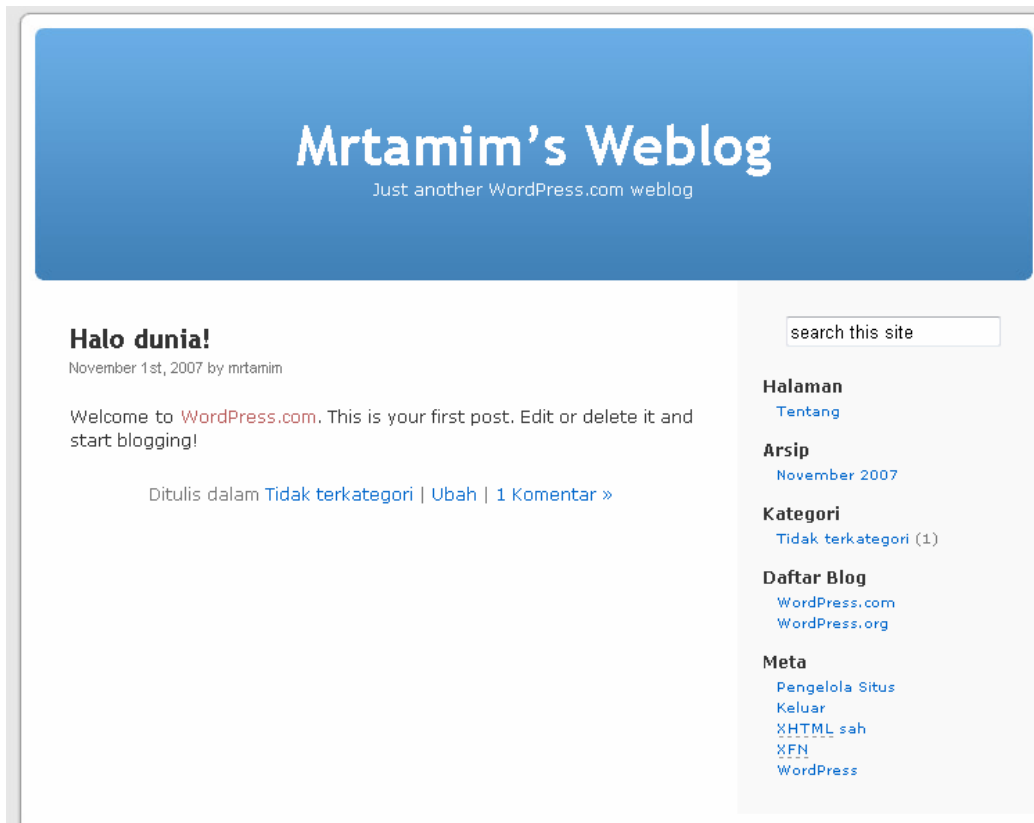 Mrtamim's Weblog
Just another WordPress.com weblog
Halo dunia!
November 1st, 2007 by mrtamim
Welcome to WordPress.com. This is your first post. Edit or delete it and
start blogging!
Ditulis dalam Tidak terkategori | Ubah | 1 Komentar »
search this site
Halaman
Tentang
Arsip
November 2007
Kategori
Tidak terkategori (1)
Daftar Blog
WordPress.com
WordPress.org
Meta
Pengelola Situs
Keluar
XHTML sah
XFN
WordPress